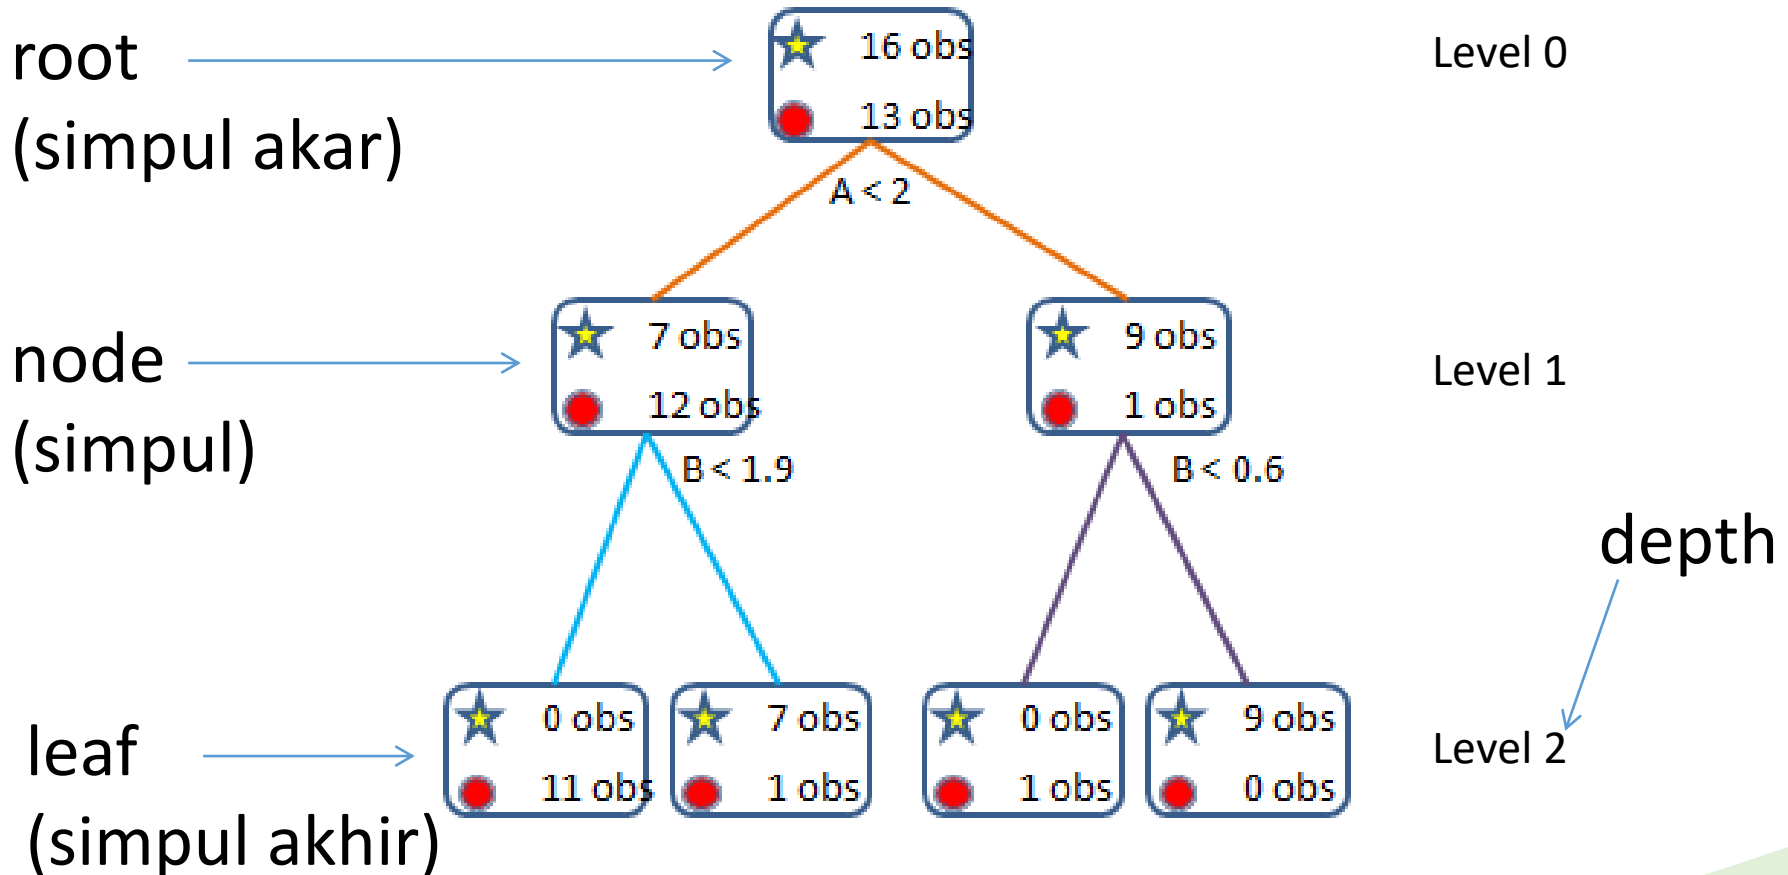 root
(simpul akar)
16 obs
13 obs
Level 0
A < 2
node
(simpul)
7 obs
12 obs
9 obs
1 obs
Level 1
B < 1.9
B < 0.6
depth
leaf
(simpul akhir)
0 obs
11 obs
7 obs
1 obs
0 obs
1 obs
9 obs
0 obs
Level 2